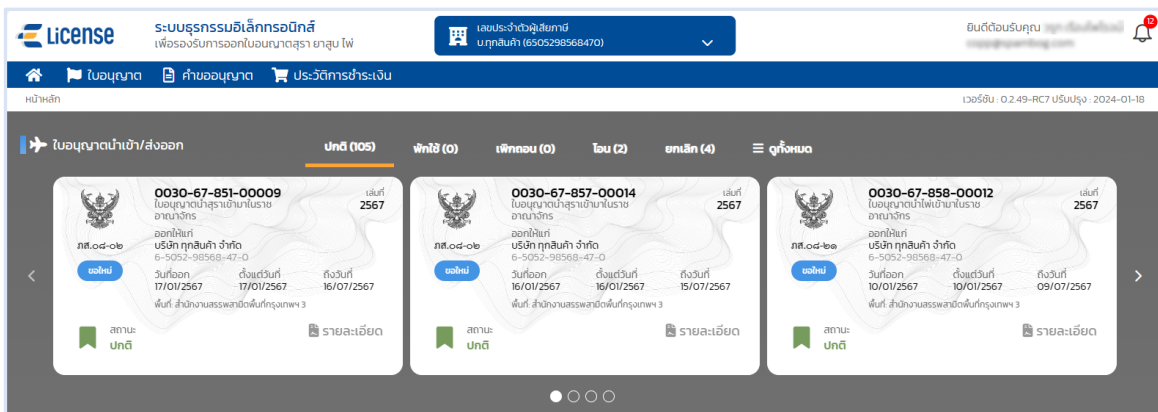 License
ระบบธุรกรรมอิเล็กทรอนิกส์
เพื่อรองรับการออกใบอนุญาตสุรา ยาสูบ ไพ่
เลขประจำตัวผู้เสียภาษี
บ.ทุกสินค้า (6505298568470)
ยินดีต้อนรับคุณ
12
ใบอนุญาต คำขออนุญาต ประวัติการชำระเงิน
หน้าหลัก
เวอร์ชัน : 0.2.49-RC7 ปรับปรุง : 2024-01-18
ใบอนุญาตนำเข้า/ส่งออก
ปกติ (105) พักใช้ (0) เพิกถอน (0) โอน (2) ยกเลิก (4) ดูทั้งหมด
0030-67-851-00009
เล่มที่
2567
ใบอนุญาตนำสุราเข้ามาในราช
อาณาจักร
ออกให้แก่
บริษัท ทุกสินค้า จำกัด
6-5052-98568-47-0
ภส.๐๘-๐๒
ขอใหม่
วันที่ออก ตั้งแต่วันที่ ถึงวันที่
17/01/2567 17/01/2567 16/07/2567
พื้นที่: สำนักงานสรรพสามิตพื้นที่กรุงเทพฯ 3
สถานะ
ปกติ
รายละเอียด
0030-67-857-00014
เล่มที่
2567
ใบอนุญาตนำสุราเข้ามาในราช
อาณาจักร
ออกให้แก่
บริษัท ทุกสินค้า จำกัด
6-5052-98568-47-0
ภส.๐๘-๐๒
ขอใหม่
วันที่ออก ตั้งแต่วันที่ ถึงวันที่
16/01/2567 16/01/2567 15/07/2567
พื้นที่: สำนักงานสรรพสามิตพื้นที่กรุงเทพฯ 3
สถานะ
ปกติ
รายละเอียด
0030-67-858-00012
เล่มที่
2567
ใบอนุญาตนำไพ่เข้ามาในราช
อาณาจักร
ออกให้แก่
บริษัท ทุกสินค้า จำกัด
6-5052-98568-47-0
ภส.๐๘-๒๑
ขอใหม่
วันที่ออก ตั้งแต่วันที่ ถึงวันที่
10/01/2567 10/01/2567 09/07/2567
พื้นที่: สำนักงานสรรพสามิตพื้นที่กรุงเทพฯ 3
สถานะ
ปกติ
รายละเอียด